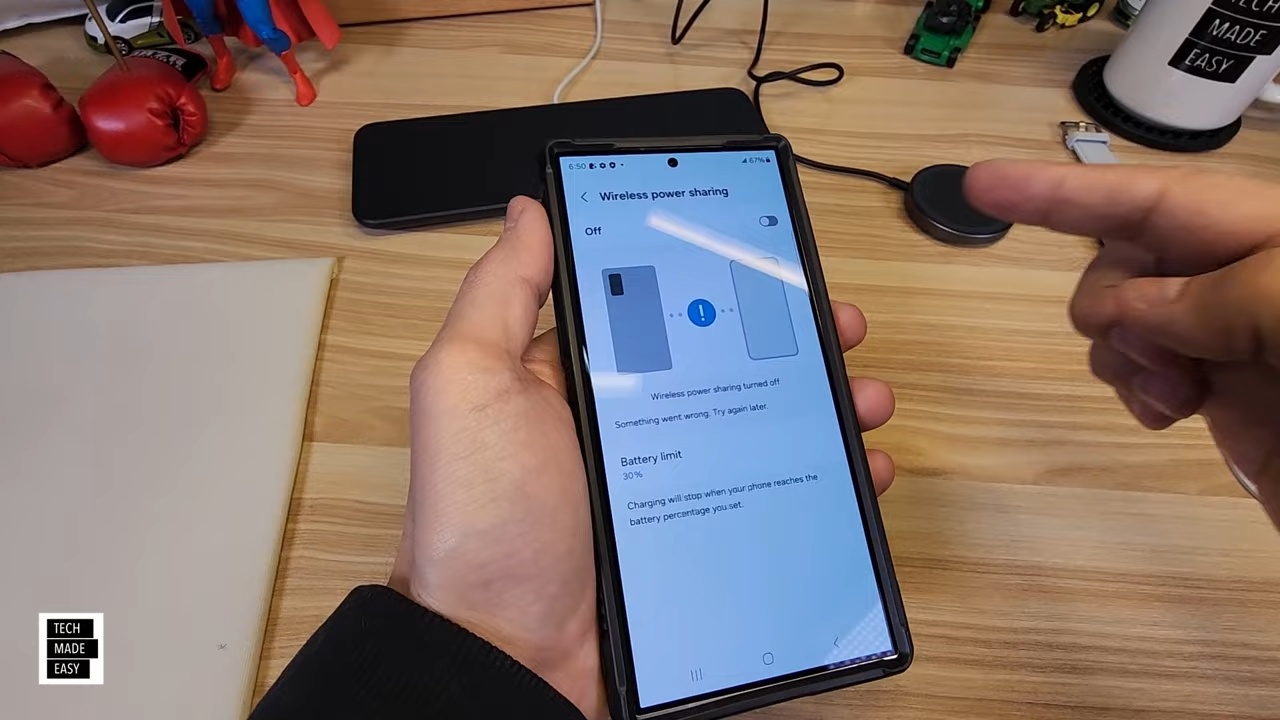 MADE
EASY
6:50
67%
Wireless power sharing
Off
Wireless power sharing turned off
Something went wrong. Try again later.
Battery limit
30%
Charging will stop when your phone reaches the
battery percentage you set.
TECH
MADE
EASY